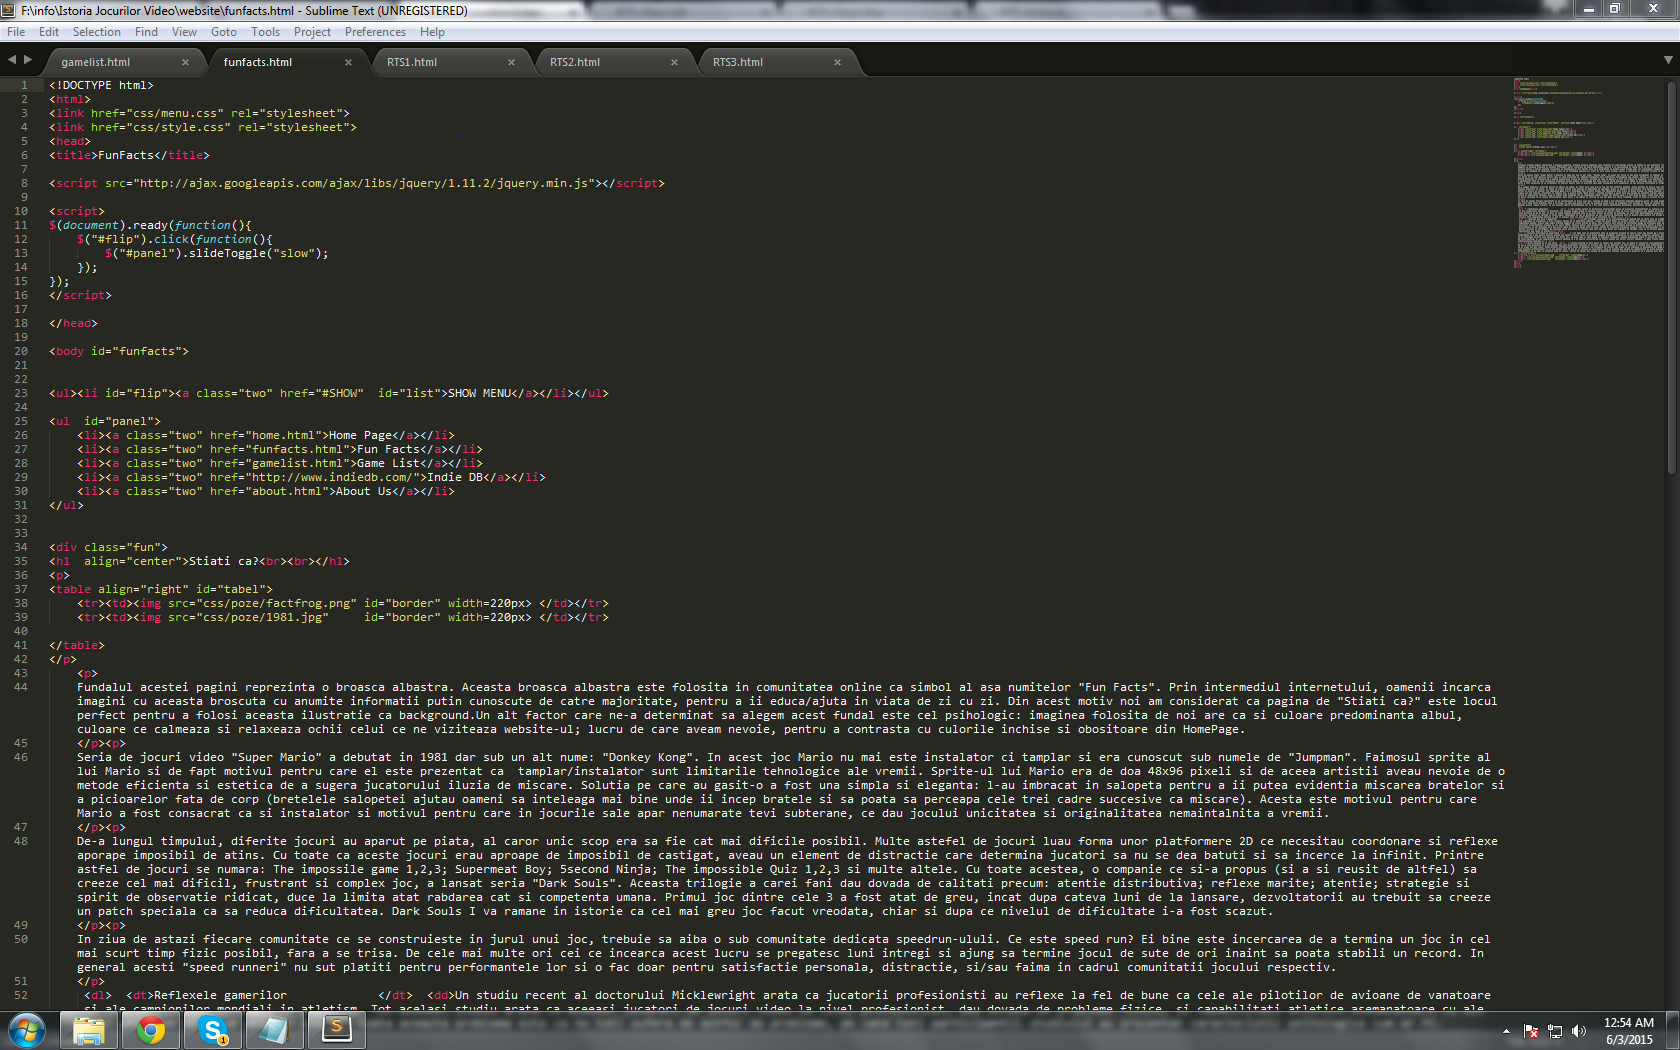 F:\info\Istoria Jocurilor Video\website\funfacts.html - Sublime Text (UNREGISTERED)
File Edit Selection Find View Goto Tools Project Preferences Help
gamelist.html × funfacts.html × RTS1.html × RTS2.html × RTS3.html ×
1 <!DOCTYPE html>
2 <html>
3 <link href="css/menu.css" rel="stylesheet">
4 <link href="css/style.css" rel="stylesheet">
5 <head>
6 <title>FunFacts</title>
7
8 <script src="http://ajax.googleapis.com/ajax/libs/jquery/1.11.2/jquery.min.js"></script>
9
10 <script>
11 $(document).ready(function(){
12 $("#flip").click(function(){
13 $("#panel").slideToggle("slow");
14 });
15 });
16 </script>
17
18 </head>
19
20 <body id="funfacts">
21
22
23 <ul><li id="flip"><a class="two" href="#SHOW"  id="list">SHOW MENU</a></li></ul>
24
25 <ul  id="panel">
26 <li><a class="two" href="home.html">Home Page</a></li>
27 <li><a class="two" href="funfacts.html">Fun Facts</a></li>
28 <li><a class="two" href="gamelist.html">Game List</a></li>
29 <li><a class="two" href="http://www.indiedb.com/">Indie DB</a></li>
30 <li><a class="two" href="about.html">About Us</a></li>
31 </ul>
32
33
34 <div class="fun">
35 <h1  align="center">Stiati ca?<br><br></h1>
36 <p>
37 <table align="right" id="tabel">
38 <tr><td><img src="css/poze/factfrog.png" id="border" width=220px> </td></tr>
39 <tr><td><img src="css/poze/1981.jpg"     id="border" width=220px> </td></tr>
40
41 </table>
42 </p>
43 <p>
44 Fundalul acestei pagini reprezinta o broasca albastra. Aceasta broasca albastra este folosita in comunitatea online ca simbol al asa numitelor "Fun Facts". Prin intermediul internetului, oamenii incarca
imagini cu aceasta broscuta cu anumite informatii putin cunoscute de catre majoritate, pentru a ii educa/ajuta in viata de zi cu zi. Din acest motiv noi am considerat ca pagina de "Stiati ca?" este locul
perfect pentru a folosi aceasta ilustratie ca background.Un alt factor care ne-a determinat sa alegem acest fundal este cel psihologic: imaginea folosita de noi are ca si culoare predominanta albul,
culoare ce calmeaza si relaxeaza ochii celui ce ne viziteaza website-ul; lucru de care aveam nevoie, pentru a contrasta cu culorile inchise si obositoare din HomePage.
45 </p><p>
46 Seria de jocuri video "Super Mario" a debutat in 1981 dar sub un alt nume: "Donkey Kong". In acest joc Mario nu mai este instalator ci tamplar si era cunoscut sub numele de "Jumpman". Faimosul sprite al
lui Mario si de fapt motivul pentru care el este prezentat ca  tamplar/instalator sunt limitarile tehnologice ale vremii. Sprite-ul lui Mario era de doa 48x96 pixeli si de aceea artistii aveau nevoie de o
metode eficienta si estetica de a sugera jucatorului iluzia de miscare. Solutia pe care au gasit-o a fost una simpla si eleganta: l-au imbracat in salopeta pentru a ii putea evidentia miscarea bratelor si
a picioarelor fata de corp (bretelele salopetei ajutau oameni sa inteleaga mai bine unde ii incep bratele si sa poata sa perceapa cele trei cadre succesive ca miscare). Acesta este motivul pentru care
Mario a fost consacrat ca si instalator si motivul pentru care in jocurile sale apar nenumarate tevi subterane, ce dau jocului unicitatea si originalitatea nemaintalnita a vremii.
47 </p><p>
48 De-a lungul timpului, diferite jocuri au aparut pe piata, al caror unic scop era sa fie cat mai dificile posibil. Multe astefel de jocuri luau forma unor platformere 2D ce necesitau coordonare si reflexe
aporape imposibil de atins. Cu toate ca aceste jocuri erau aproape de imposibil de castigat, aveau un element de distractie care determina jucatori sa nu se dea batuti si sa incerce la infinit. Printre
astfel de jocuri se numara: The impossile game 1,2,3; Supermeat Boy; 5second Ninja; The impossible Quiz 1,2,3 si multe altele. Cu toate acestea, o companie ce si-a propus (si a si reusit de altfel) sa
creeze cel mai dificil, frustrant si complex joc, a lansat seria "Dark Souls". Aceasta trilogie a carei fani dau dovada de calitati precum: atentie distributiva; reflexe marite; atentie; strategie si
spirit de observatie ridicat, duce la limita atat rabdarea cat si competenta umana. Primul joc dintre cele 3 a fost atat de greu, incat dupa cateva luni de la lansare, dezvoltatorii au trebuit sa creeze
un patch speciala ca sa reduca dificultatea. Dark Souls I va ramane in istorie ca cel mai greu joc facut vreodata, chiar si dupa ce nivelul de dificultate i-a fost scazut.
49 </p><p>
50 In ziua de astazi fiecare comunitate ce se construieste in jurul unui joc, trebuie sa aiba o sub comunitate dedicata speedrun-ululi. Ce este speed run? Ei bine este incercarea de a termina un joc in cel
mai scurt timp fizic posibil, fara a se trisa. De cele mai multe ori cei ce incearca acest lucru se pregatesc luni intregi si ajung sa termine jocul de sute de ori inaint sa poata stabili un record. In
general acesti "speed runneri" nu sut platiti pentru performantele lor si o fac doar pentru satisfactie personala, distractie, si/sau faima in cadrul comunitatii jocului respectiv.
51 </p>
52 <dl>  <dt>Reflexele gamerilor             </dt>  <dd>Un studiu recent al doctorului Micklewright arata ca jucatorii profesionisti au reflexe la fel de bune ca cele ale pilotilor de avioane de vanatoare
si ale campionilor mondiali in atletism. Tot acelasi studiu arata ca aceeasi jucatori de jocuri video la nivel profesionist, dau dovada de probleme fizice, si capabilitati atletice asemanatoare cu ale
12:54 AM
6/3/2015